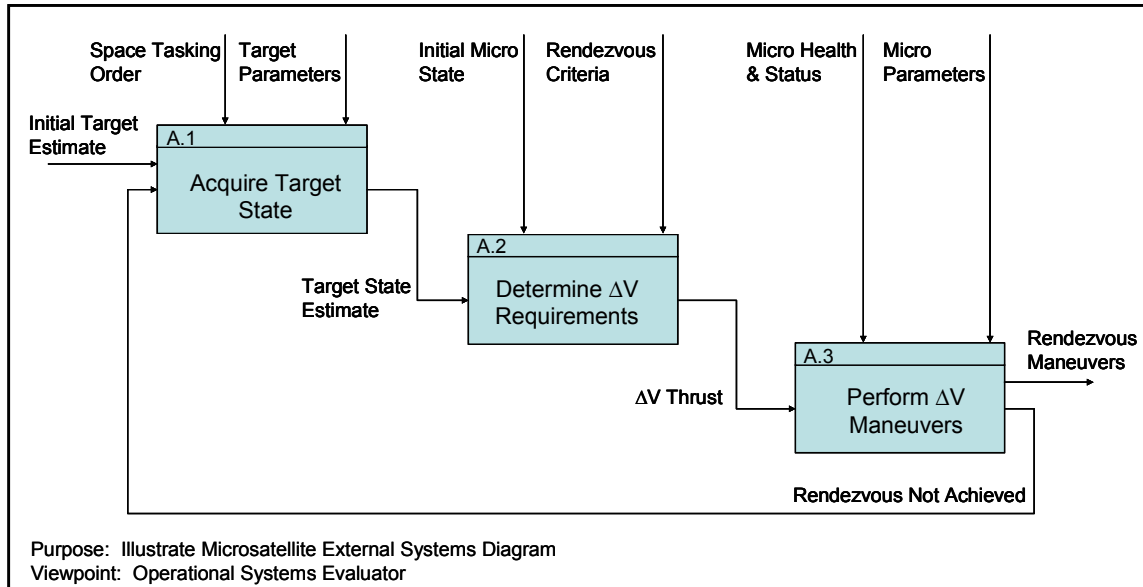 Space Tasking
Order
Target
Parameters
Initial Micro
State
Rendezvous
Criteria
Micro Health
& Status
Micro
Parameters
Initial Target
Estimate
A.1
Acquire Target
State
A.2
Determine ΔV
Requirements
Target State
Estimate
A.3
Perform ΔV
Maneuvers
Rendezvous
Maneuvers
ΔV Thrust
Rendezvous Not Achieved
Purpose: Illustrate Microsatellite External Systems Diagram
Viewpoint: Operational Systems Evaluator